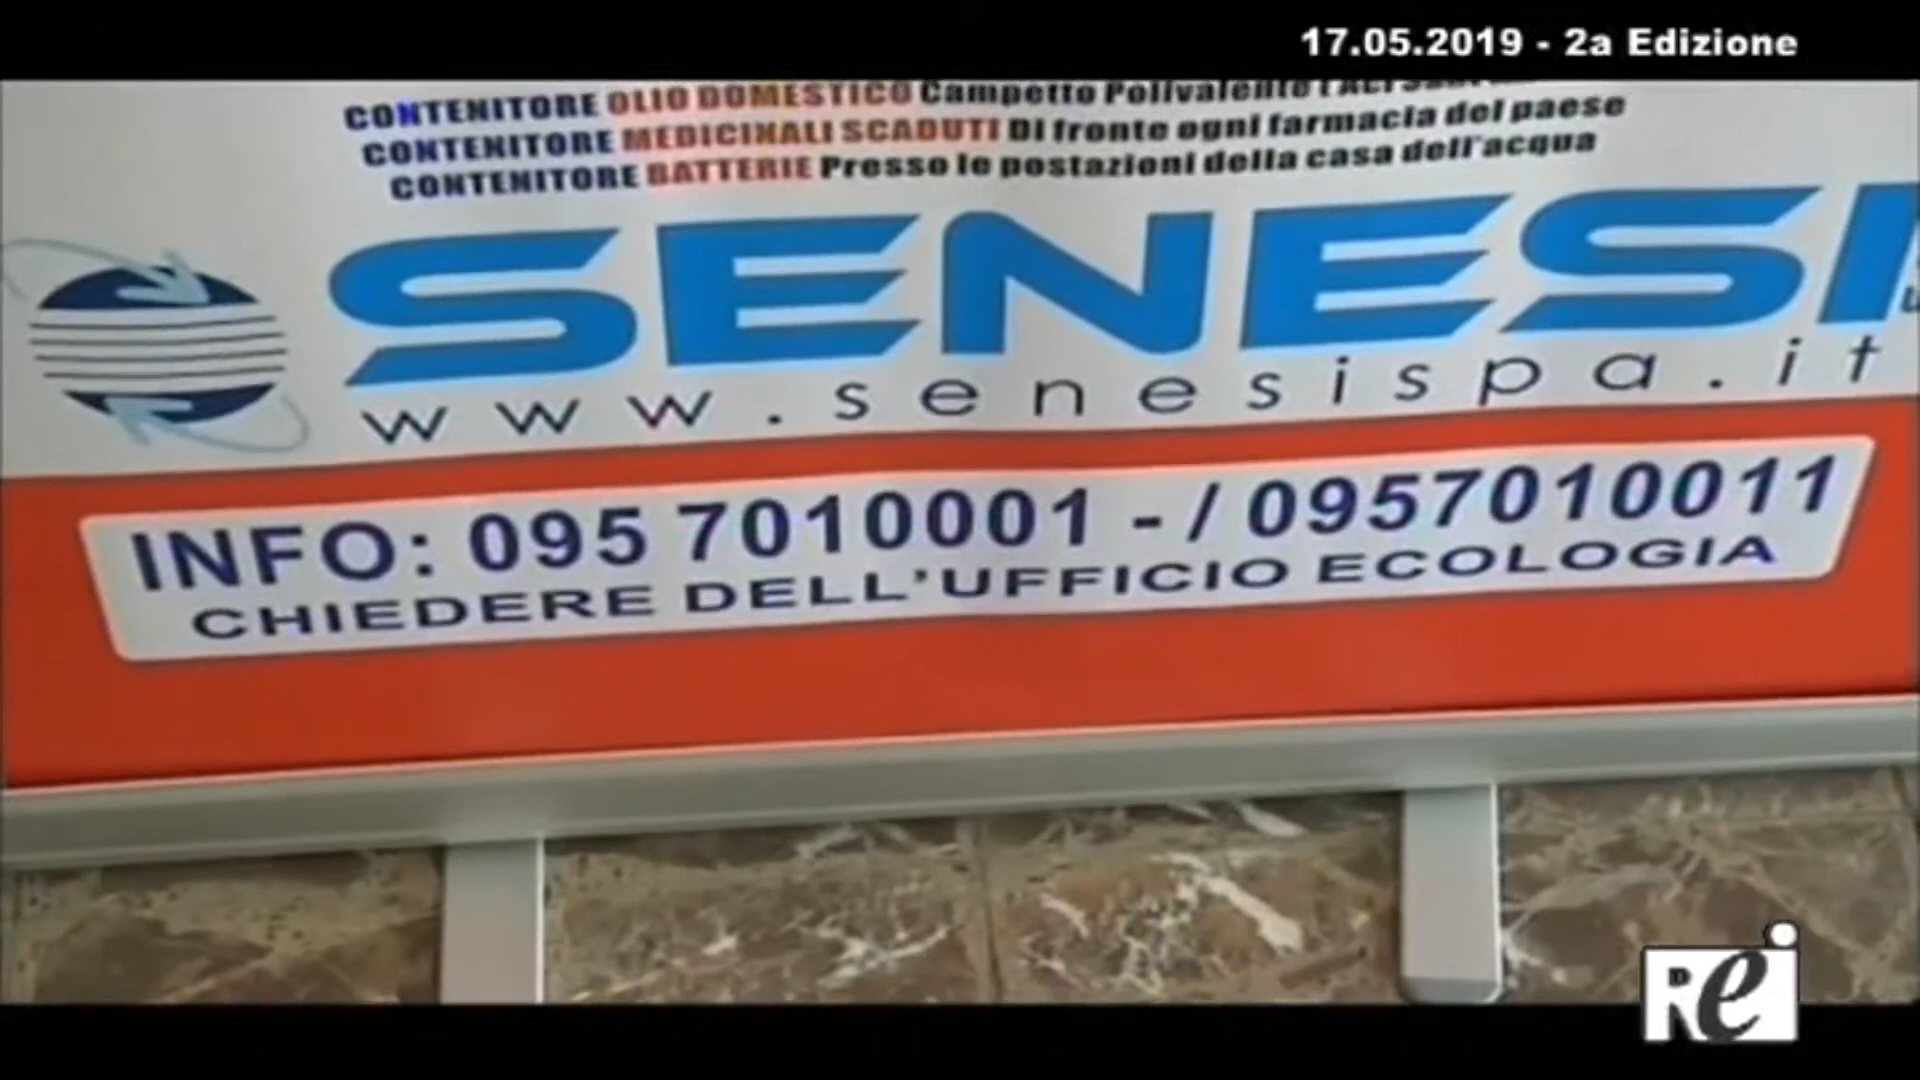 17.05.2019 - 2a Edizione
CONTENITORE OLIO DOMESTICO Campetto Polivalente
CONTENITORE MEDICINALI SCADUTI Di fronte ogni farmacia del paese
CONTENITORE BATTERIE Presso le postazioni della casa dell'acqua
SENESI
www.senesispa.it
INFO: 095 7010001 - / 0957010011
CHIEDERE DELL'UFFICIO ECOLOGIA
Rei